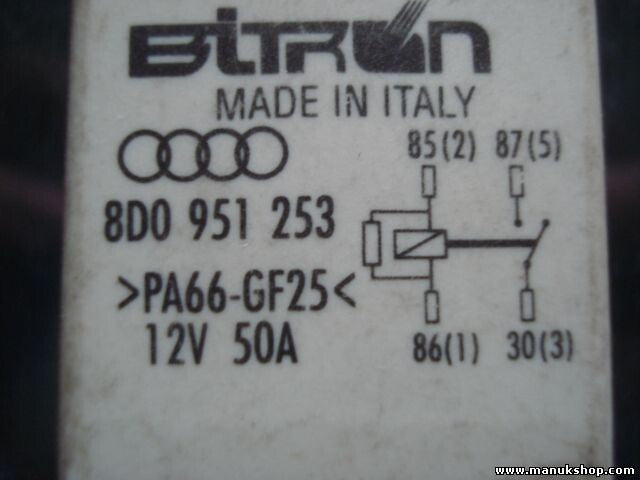 BITRON
MADE IN ITALY
8D0 951 253
>PA66-GF25<
12V 50A
85(2) 87(5)
86(1) 30(3)
www.manukshop.com